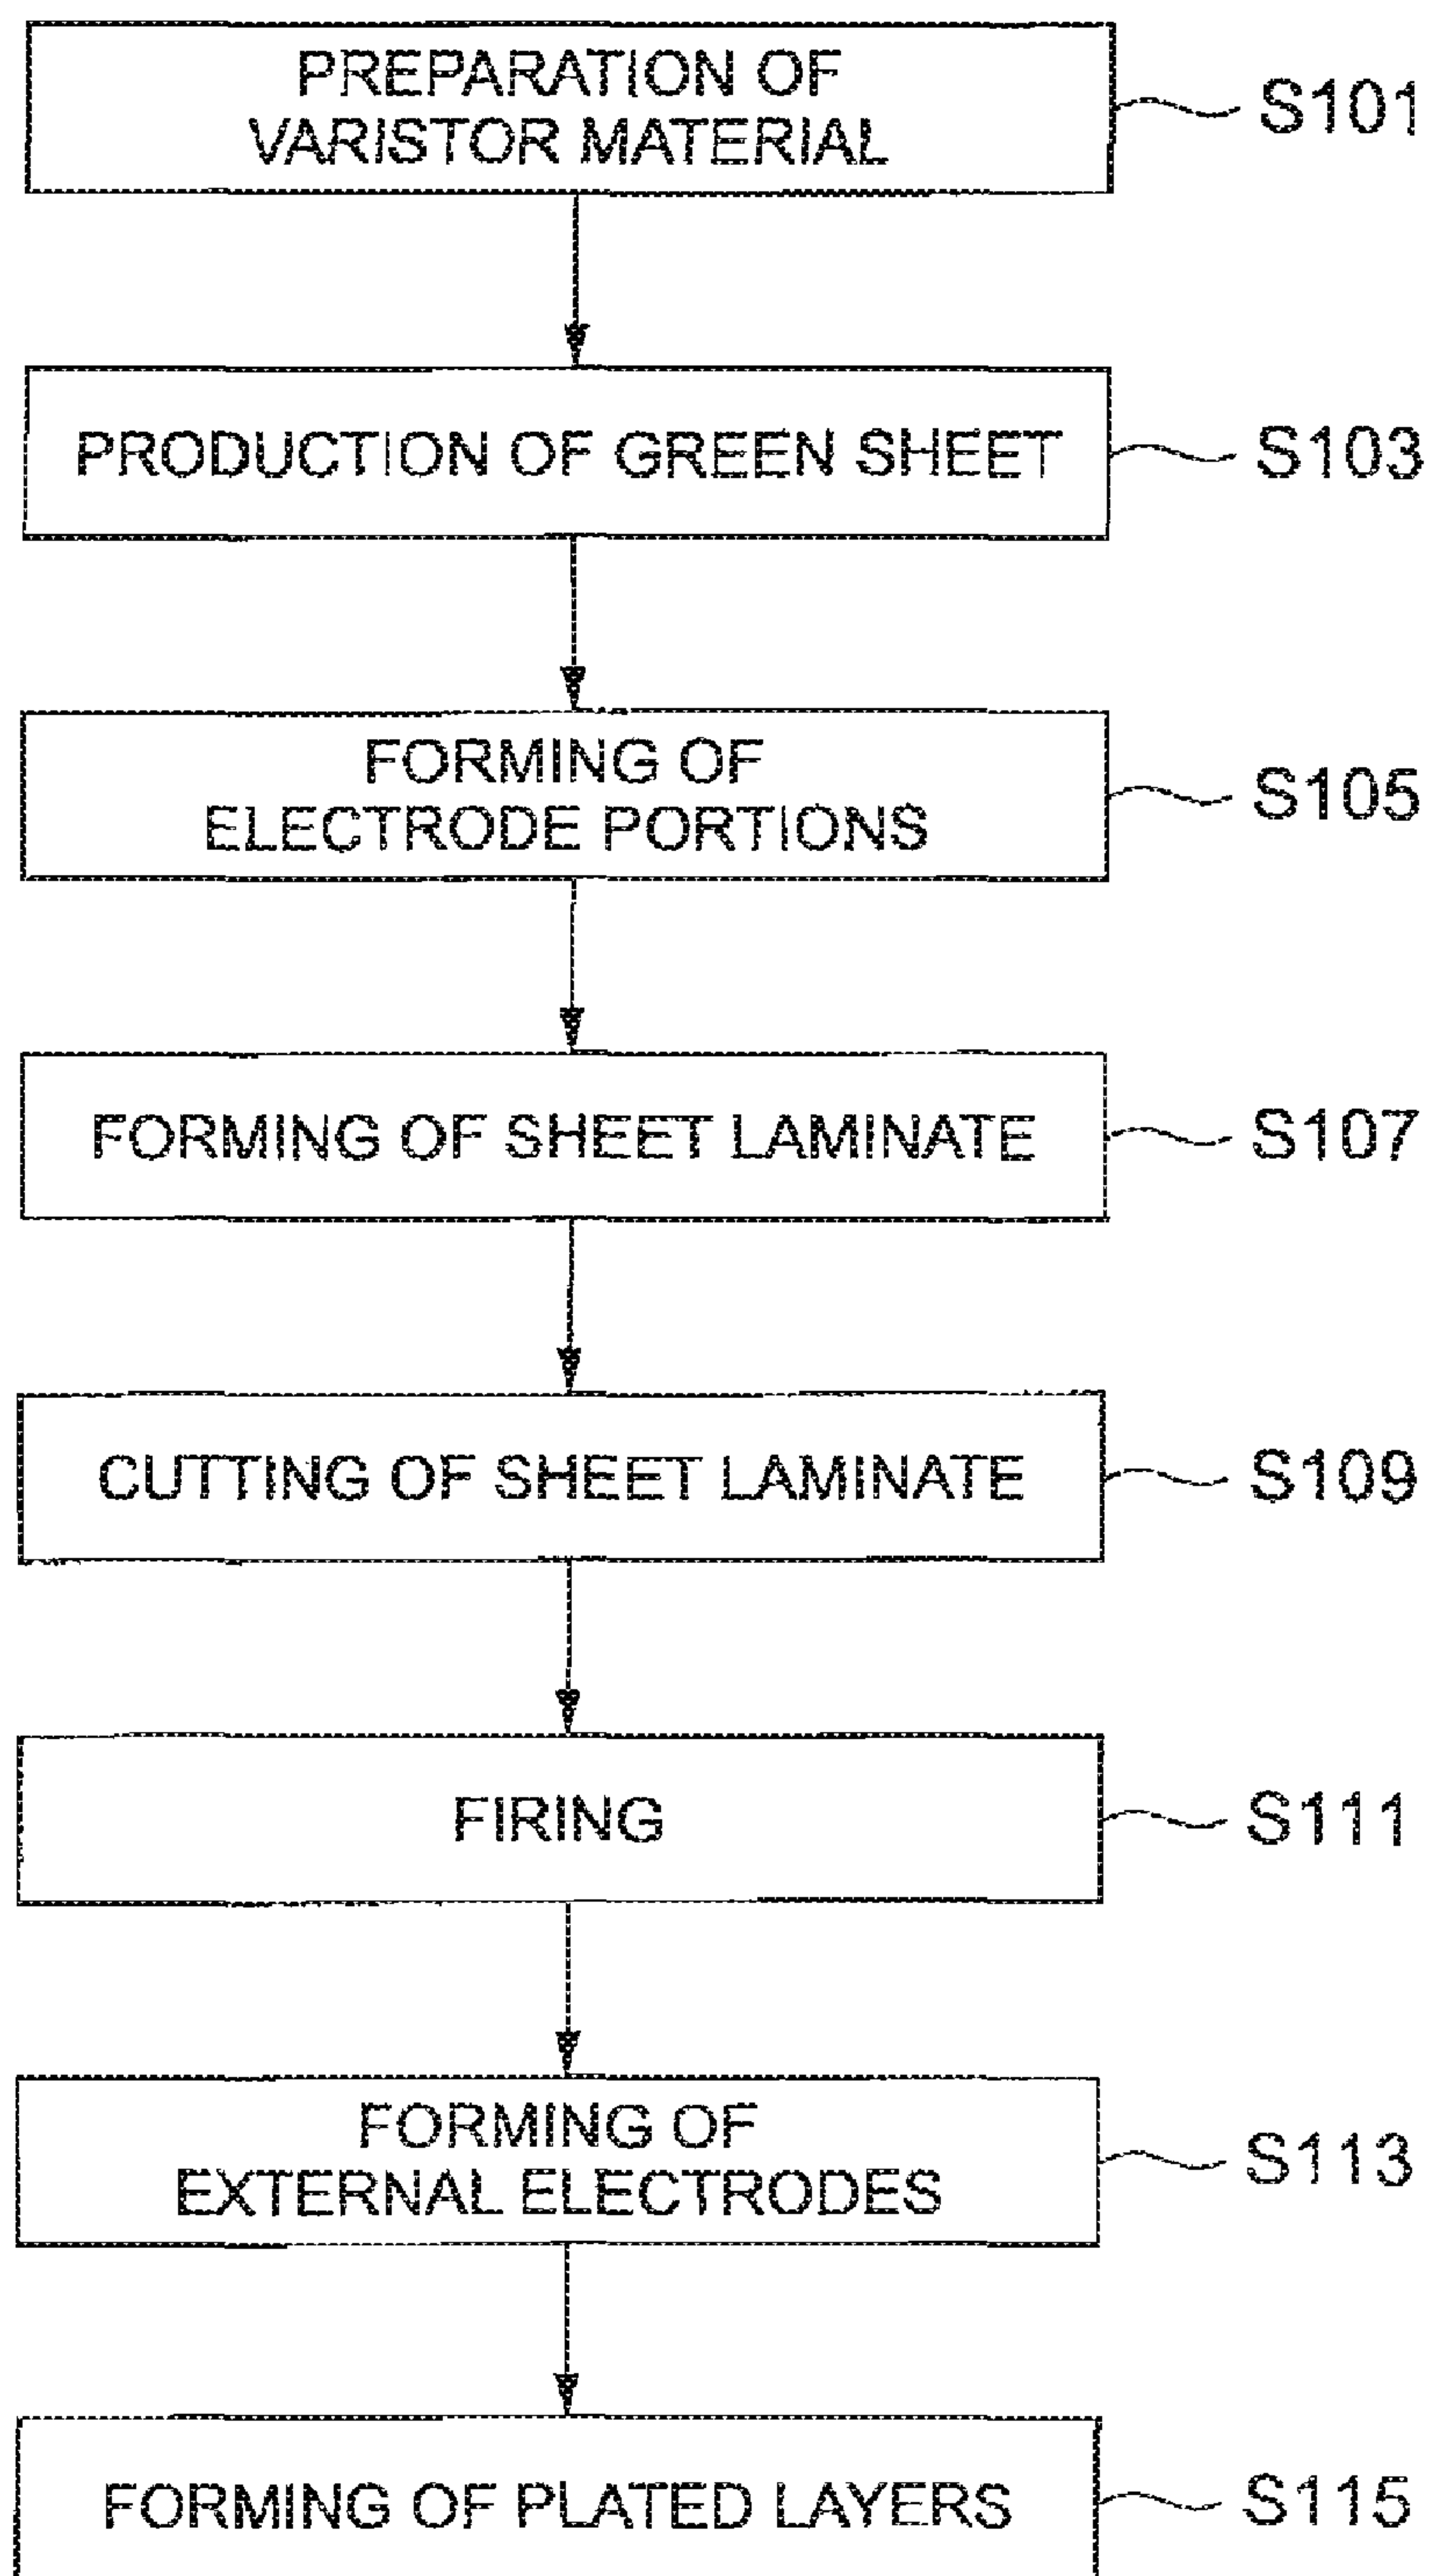 PREPARATION OF
VARISTOR MATERIAL
S101
PRODUCTION OF GREEN SHEET
S103
FORMING OF
ELECTRODE PORTIONS
S105
FORMING OF SHEET LAMINATE
S107
CUTTING OF SHEET LAMINATE
S109
FIRING
S111
FORMING OF
EXTERNAL ELECTRODES
S113
FORMING OF PLATED LAYERS
S115